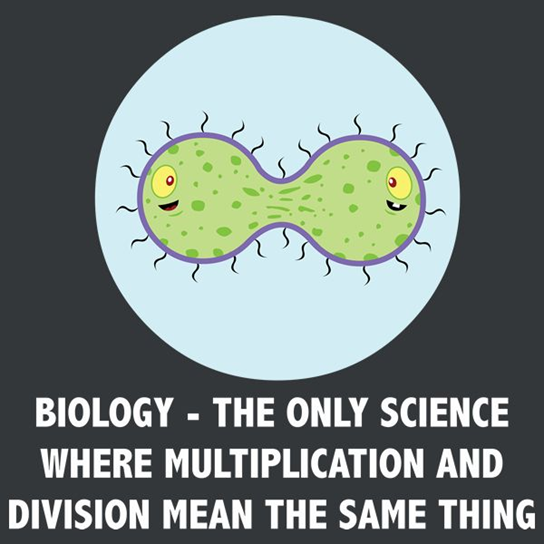 BIOLOGY - THE ONLY SCIENCE
WHERE MULTIPLICATION AND
DIVISION MEAN THE SAME THING